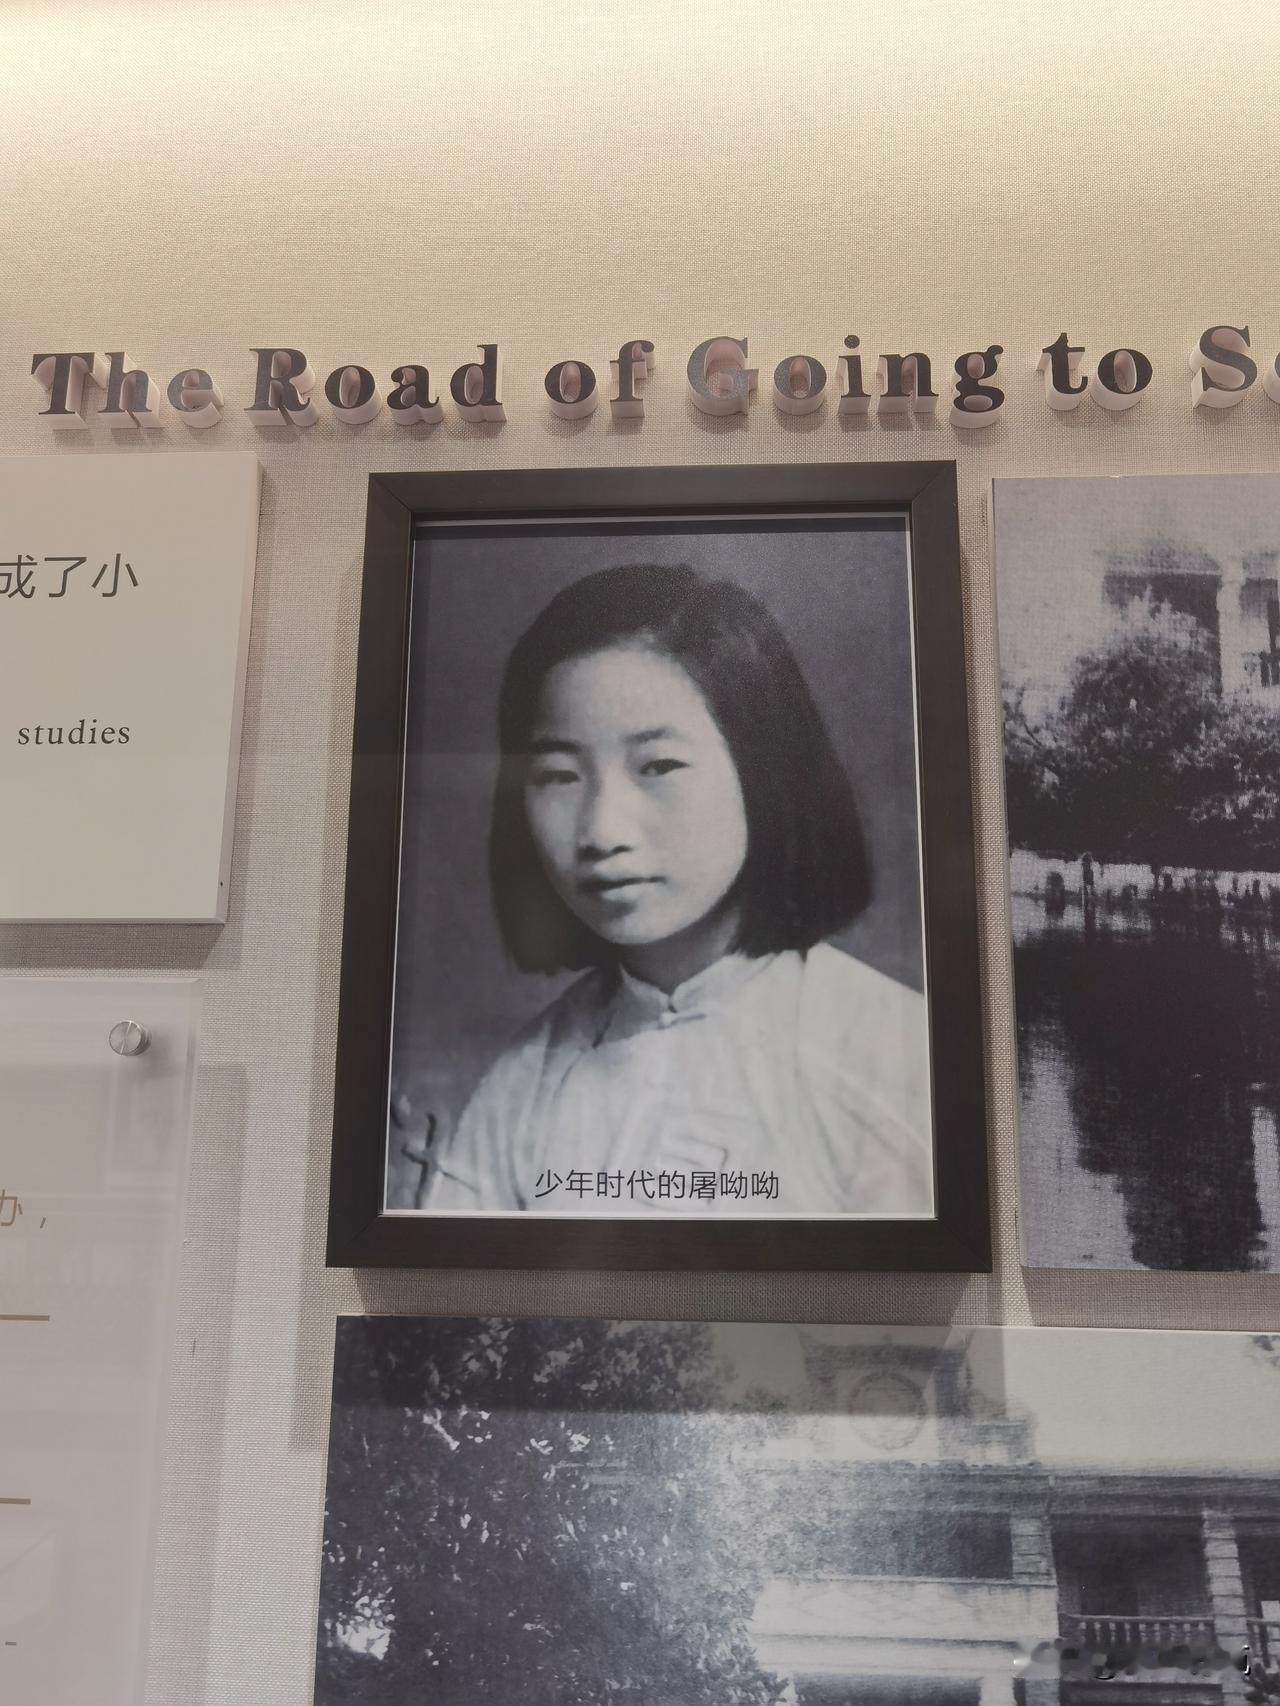 The Road of Going to S
成了小
studies
少年时代的屠呦呦
办，